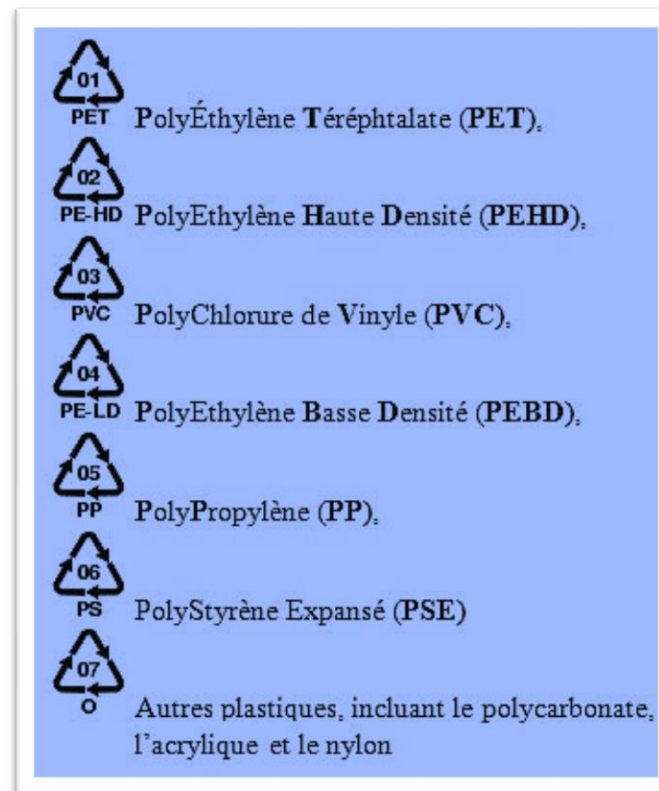 01
PET PolyÉthylène Téréphtalate (PET),
02
PE-HD PolyEthylène Haute Densité (PEHD),
03
PVC PolyChlorure de Vinyle (PVC),
04
PE-LD PolyEthylène Basse Densité (PEBD),
05
PP PolyPropylène (PP),
06
PS PolyStyrène Expansé (PSE)
07
O Autres plastiques, incluant le polycarbonate,
l'acrylique et le nylon